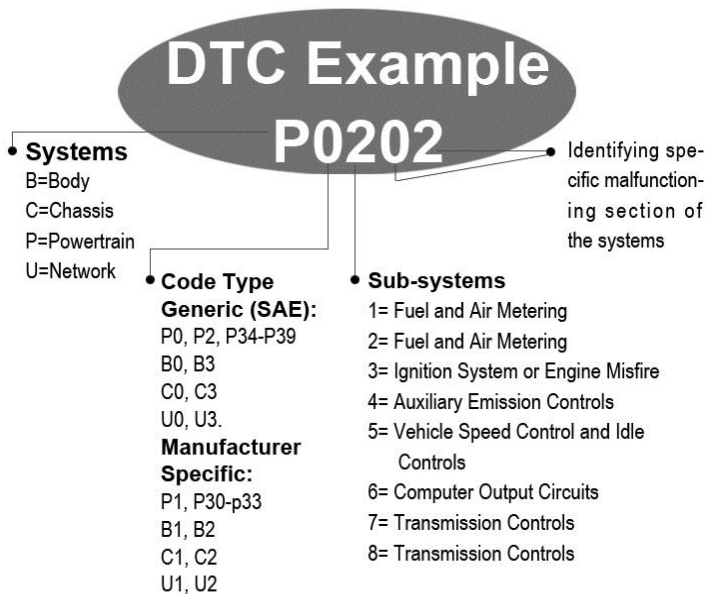 DTC Example
P0202
Systems
B=Body
C=Chassis
P=Powertrain
U=Network
Identifying spe-
cific malfunction-
ing section of
the systems
Code Type
Generic (SAE):
P0, P2, P34-P39
B0, B3
C0, C3
U0, U3.
Manufacturer
Specific:
P1, P30-p33
B1, B2
C1, C2
U1, U2
Sub-systems
1= Fuel and Air Metering
2= Fuel and Air Metering
3= Ignition System or Engine Misfire
4= Auxiliary Emission Controls
5= Vehicle Speed Control and Idle
Controls
6= Computer Output Circuits
7= Transmission Controls
8= Transmission Controls